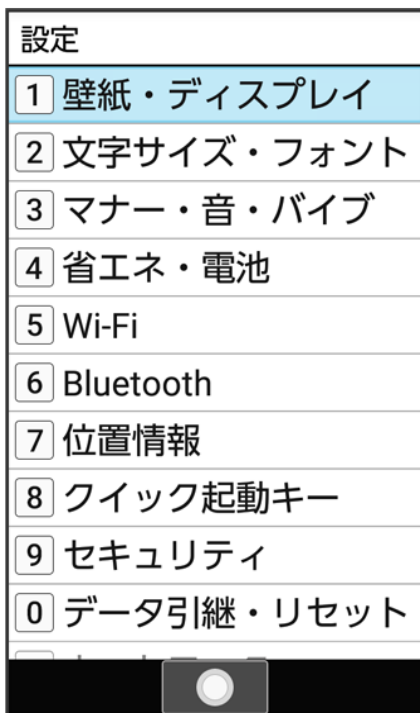 設定
1 壁紙・ディスプレイ
2 文字サイズ・フォント
3 マナー・音・バイブ
4 省エネ・電池
5 Wi-Fi
6 Bluetooth
7 位置情報
8 クイック起動キー
9 セキュリティ
0 データ引継・リセット